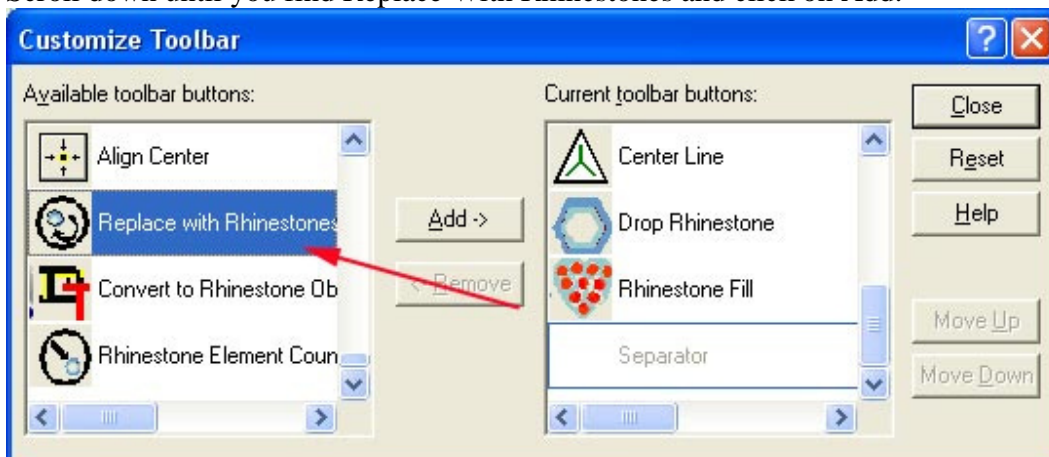 Scroll down until you find Replace With Rhinestones and click on Add.
Customize Toolbar
Available toolbar buttons:
Align Center
Replace with Rhinestones
Convert to Rhinestone Ob
Rhinestone Element Coun
Add ->
<- Remove
Current toolbar buttons:
Center Line
Drop Rhinestone
Rhinestone Fill
Separator
Close
Reset
Help
Move Up
Move Down